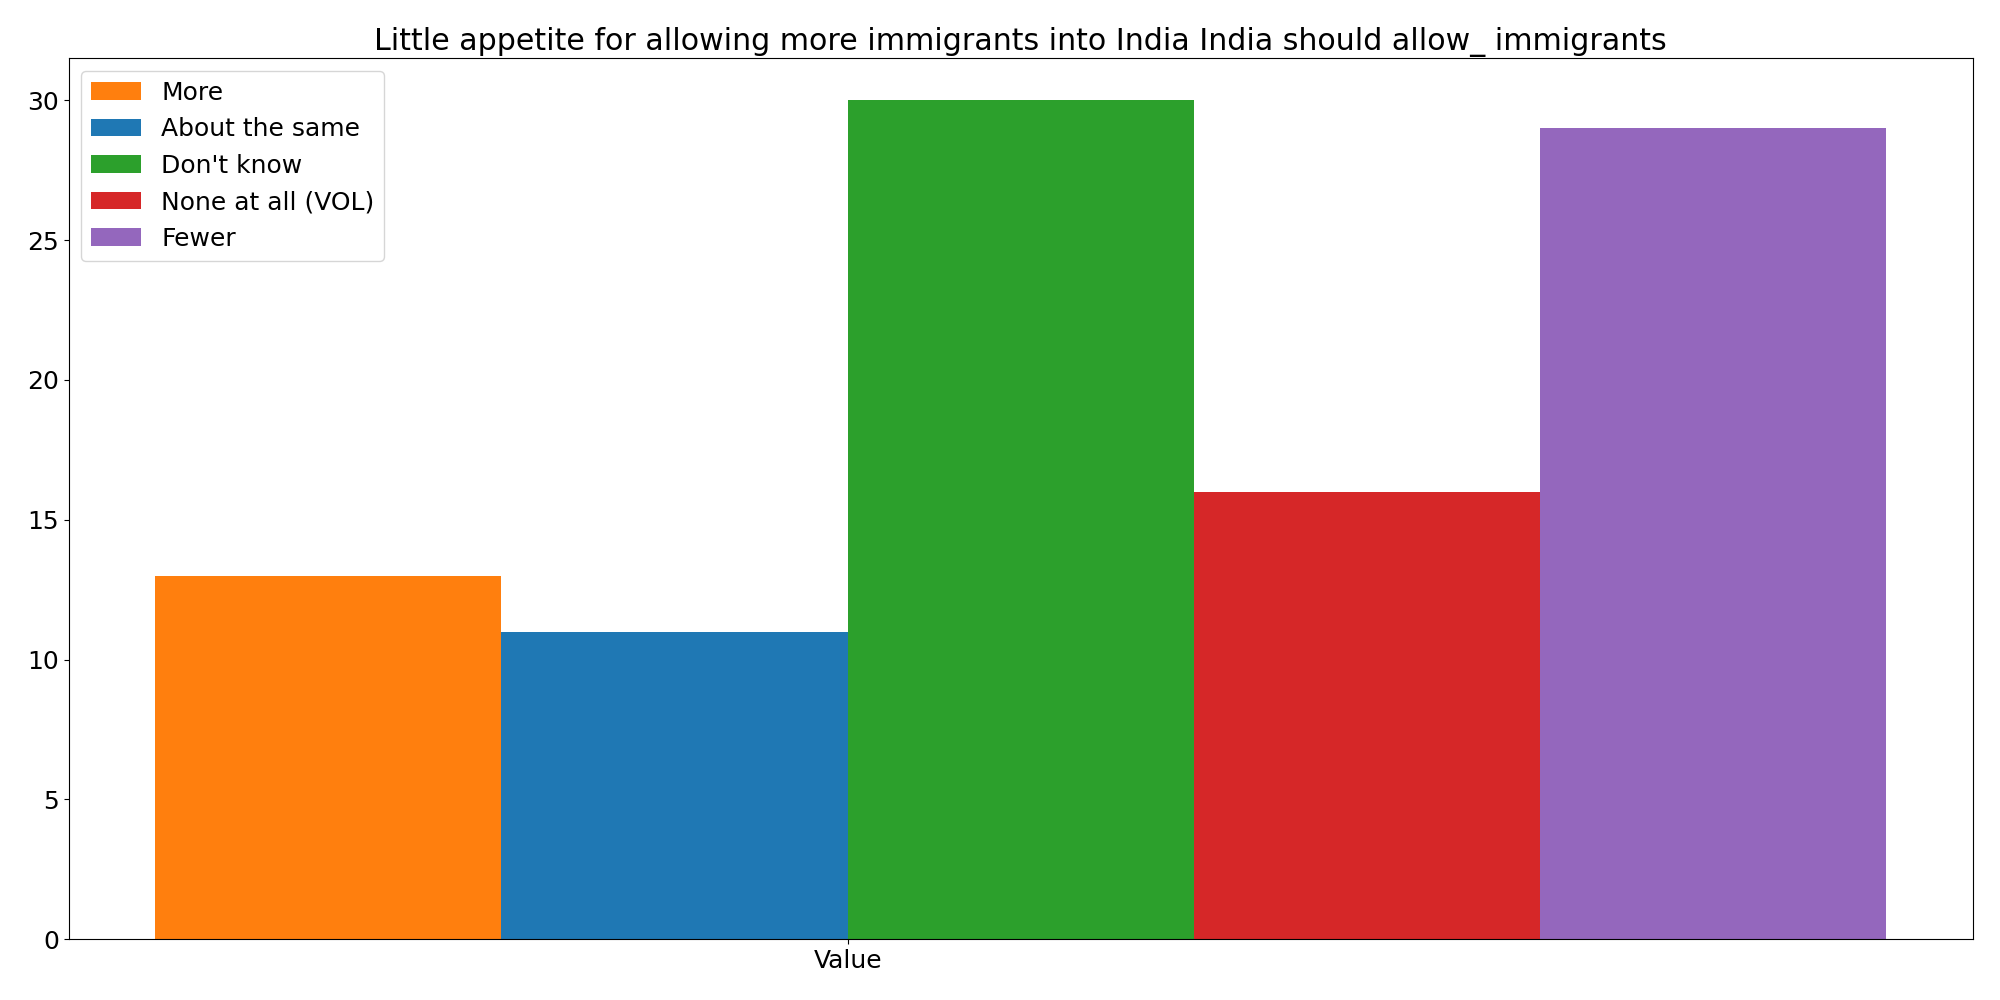 Little appetite for allowing more immigrants into India India should allow_ immigrants
More
About the same
Don't know
None at all (VOL)
Fewer
30
25
20
15
10
5
0
Value